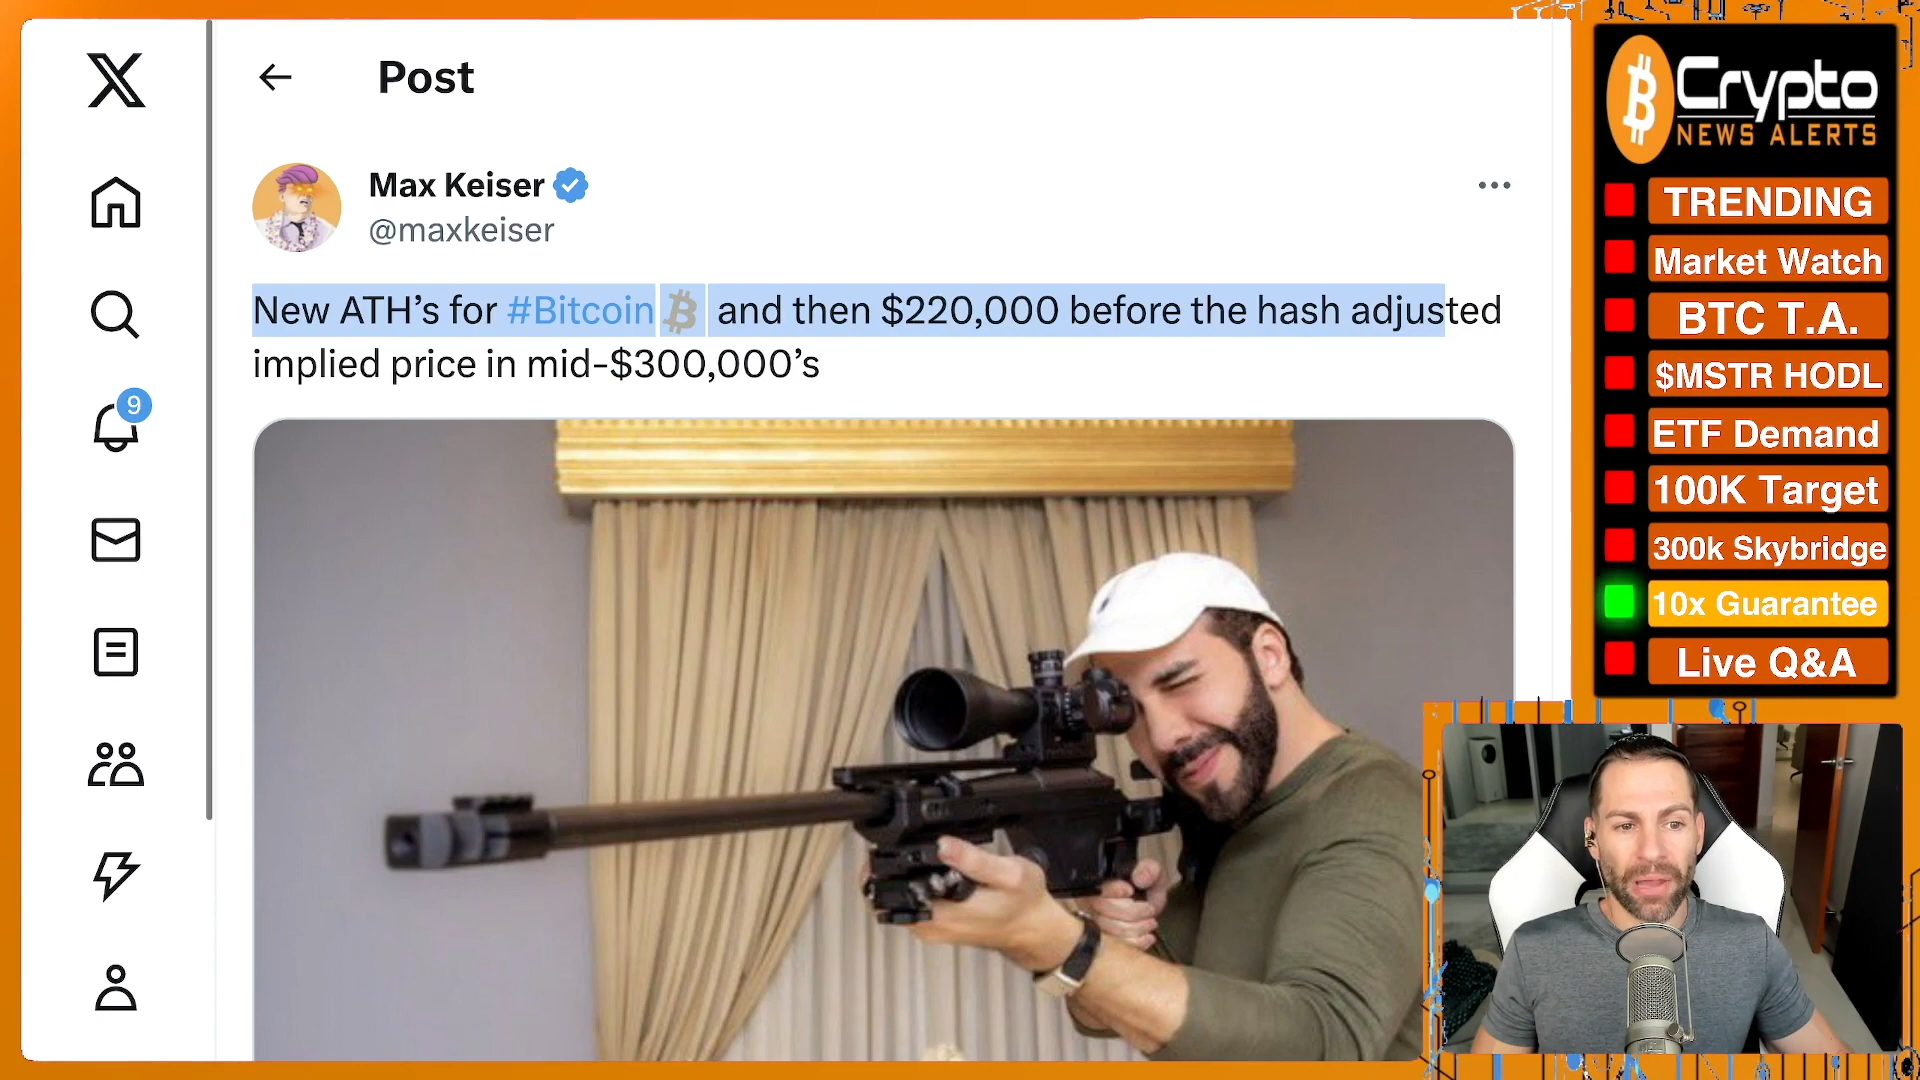 Post
Max Keiser
@maxkeiser
New ATH’s for #Bitcoin and then $220,000 before the hash adjusted
implied price in mid-$300,000’s
9
Crypto
NEWS ALERTS
TRENDING
Market Watch
BTC T.A.
$MSTR HODL
ETF Demand
100K Target
300k Skybridge
10x Guarantee
Live Q&A